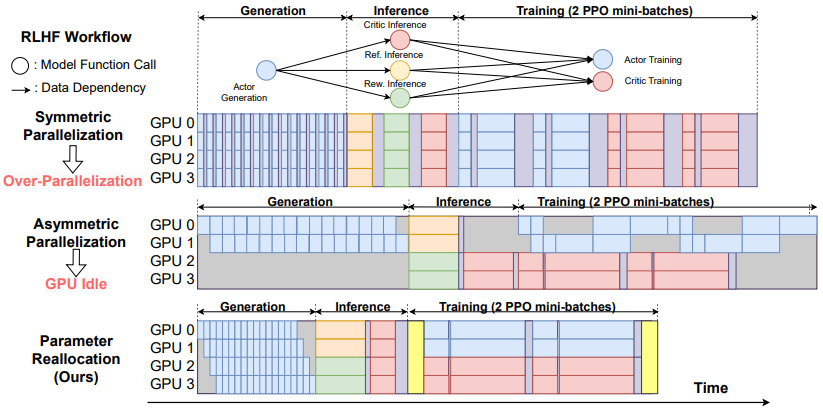 Generation Inference Training (2 PPO mini-batches)
RLHF Workflow
: Model Function Call
: Data Dependency
Critic Inference
Ref. Inference
Rew. Inference
Actor
Generation
Actor Training
Critic Training
Symmetric
Parallelization
Over-Parallelization
GPU 0
GPU 1
GPU 2
GPU 3
Generation Inference Training (2 PPO mini-batches)
Asymmetric
Parallelization
GPU Idle
GPU 0
GPU 1
GPU 2
GPU 3
Generation Inference Training (2 PPO mini-batches)
Parameter
Reallocation
(Ours)
GPU 0
GPU 1
GPU 2
GPU 3
Time